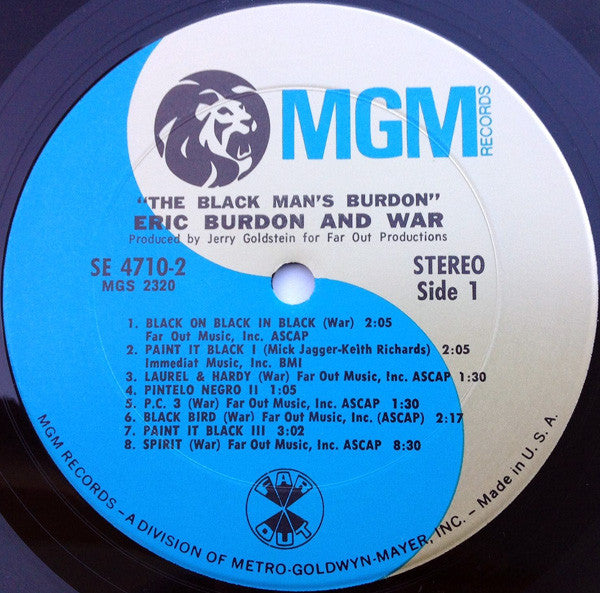 MGM
RECORDS
"THE BLACK MAN'S BURDON"
ERIC BURDON AND WAR
Produced by Jerry Goldstein for Far Out Productions
SE 4710-2
MGS 2320
STEREO
Side 1
1. BLACK ON BLACK IN BLACK (War) 2:05
Far Out Music, Inc. ASCAP
2. PAINT IT BLACK I (Mick Jagger-Keith Richards) 2:05
Immediat Music, Inc. BMI
3. LAUREL & HARDY (War) Far Out Music, Inc. ASCAP 1:30
4. PINTELO NEGRO II 1:05
5. P.C. 3 (War) Far Out Music, Inc. ASCAP 1:30
6. BLACK BIRD (War) Far Out Music, Inc. (ASCAP) 2:17
7. PAINT IT BLACK III 3:02
8. SPIRIT (War) Far Out Music, Inc. ASCAP 8:30
FAR
OUT
MGM RECORDS – A DIVISION OF METRO-GOLDWYN-MAYER, INC. – Made in U. S. A.